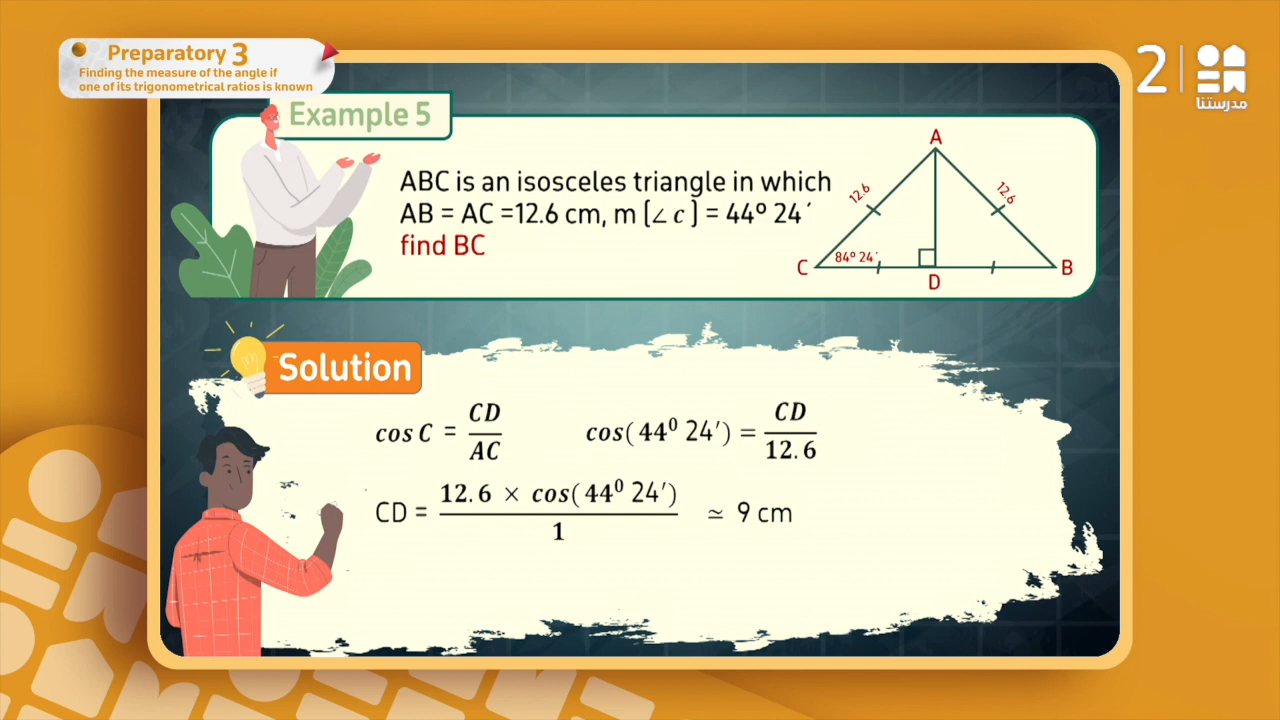 Preparatory 3
Finding the measure of the angle if
one of its trigonometrical ratios is known
2
مدرستنا
Example 5
ABC is an isosceles triangle in which
AB = AC =12.6 cm, m (∠ c) = 44º 24′
find BC
A
12.6
12.6
84º 24′
C
D
B
Solution
cos C = CD/AC cos(44⁰ 24′) = CD/12.6
CD = 12.6 × cos(44⁰ 24′)/1 ≃ 9 cm